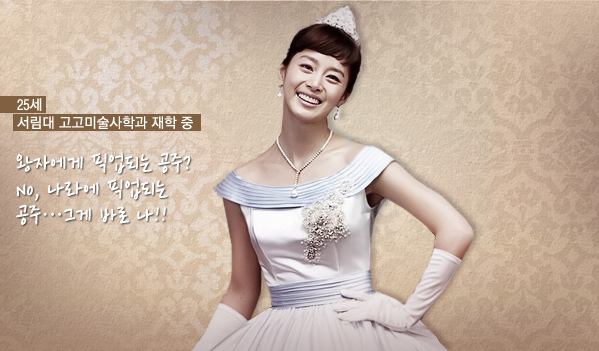 25세
서림대 고고미술사학과 재학 중
왕자에게 픽업되는 공주?
No, 나라에 픽업되는
공주···그게 바로 나!!